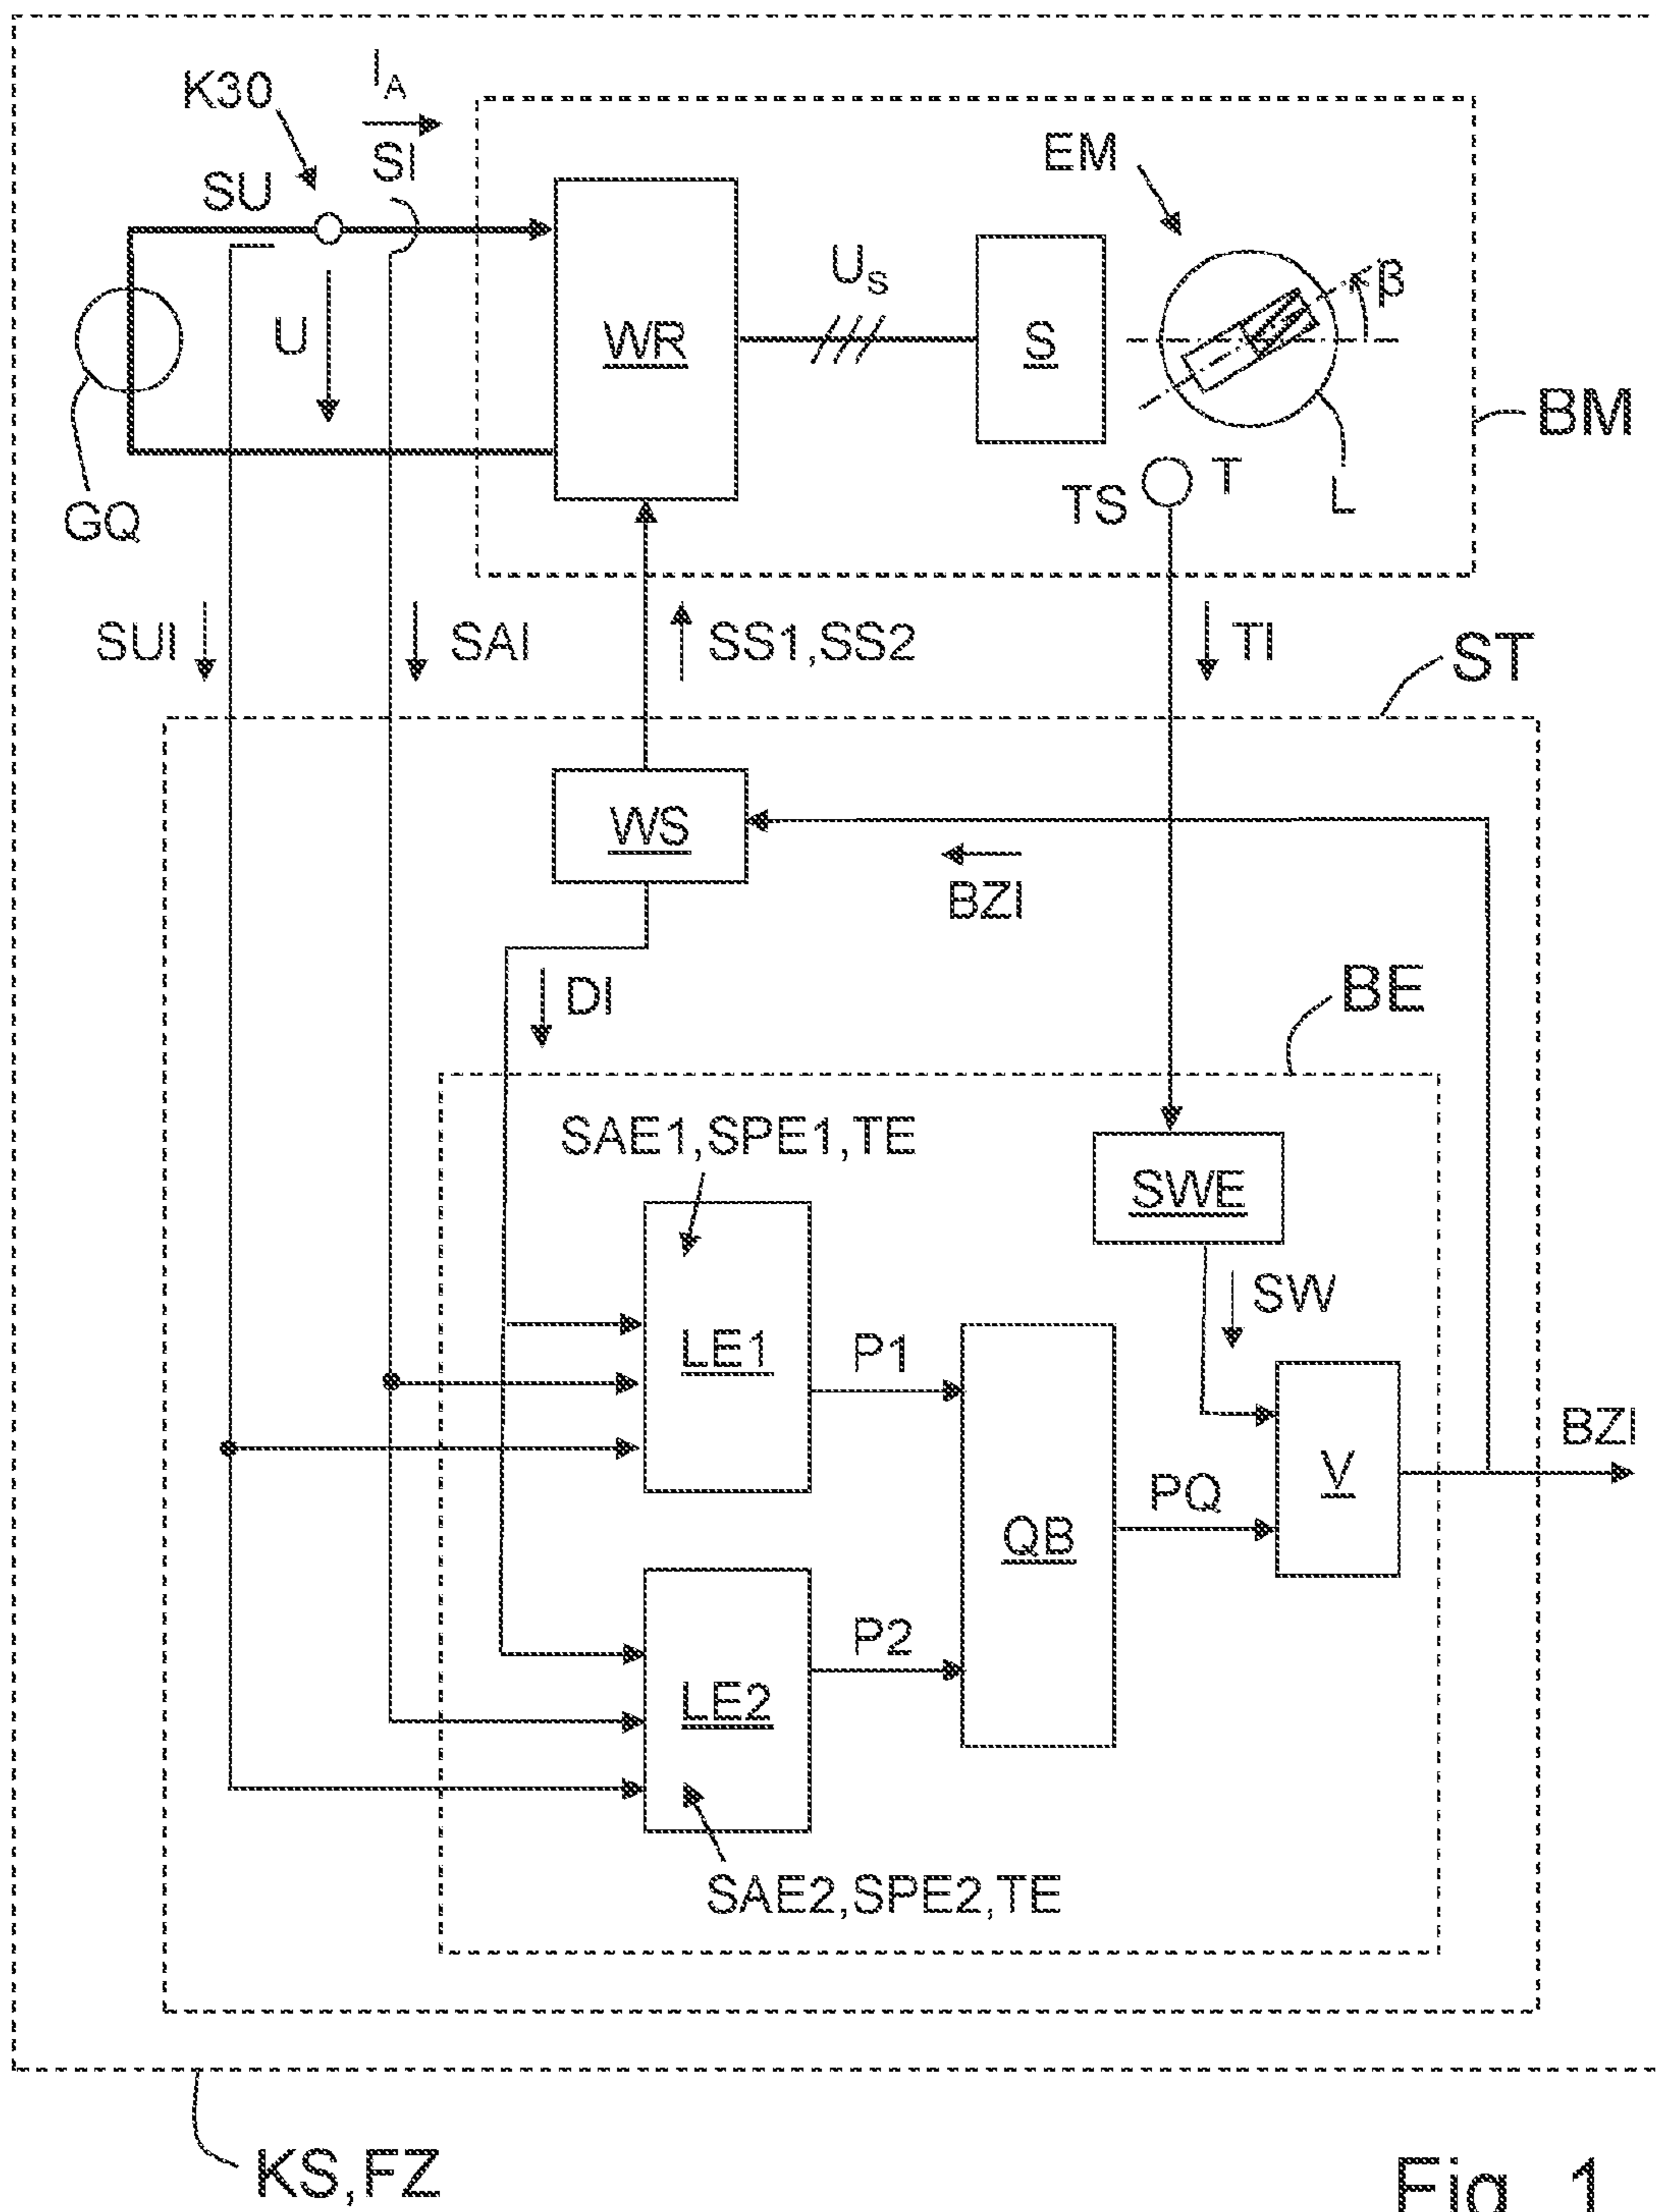 K30
I_A
SI
SU
U
GQ
WR
U_S
S
EM
β
BM
TS
T
L
SUI
SAI
SS1,SS2
TI
ST
WS
BZI
DI
BE
SAE1,SPE1,TE
SWE
LE1
P1
SW
BZI
V
PQ
QB
LE2
P2
SAE2,SPE2,TE
KS,FZ
Fig. 1